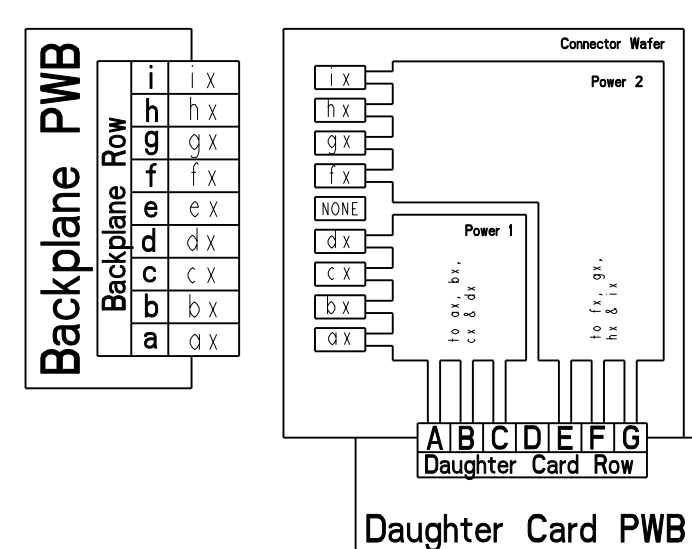 Backplane PWB
Backplane Row
i ix
h hx
g gx
f fx
e ex
d dx
c cx
b bx
a ax
Connector Wafer
Power 2
ix
hx
gx
fx
NONE
dx
cx
bx
ax
Power 1
to ax, bx,
cx & dx
to fx, gx,
hx & ix
A B C D E F G
Daughter Card Row
Daughter Card PWB